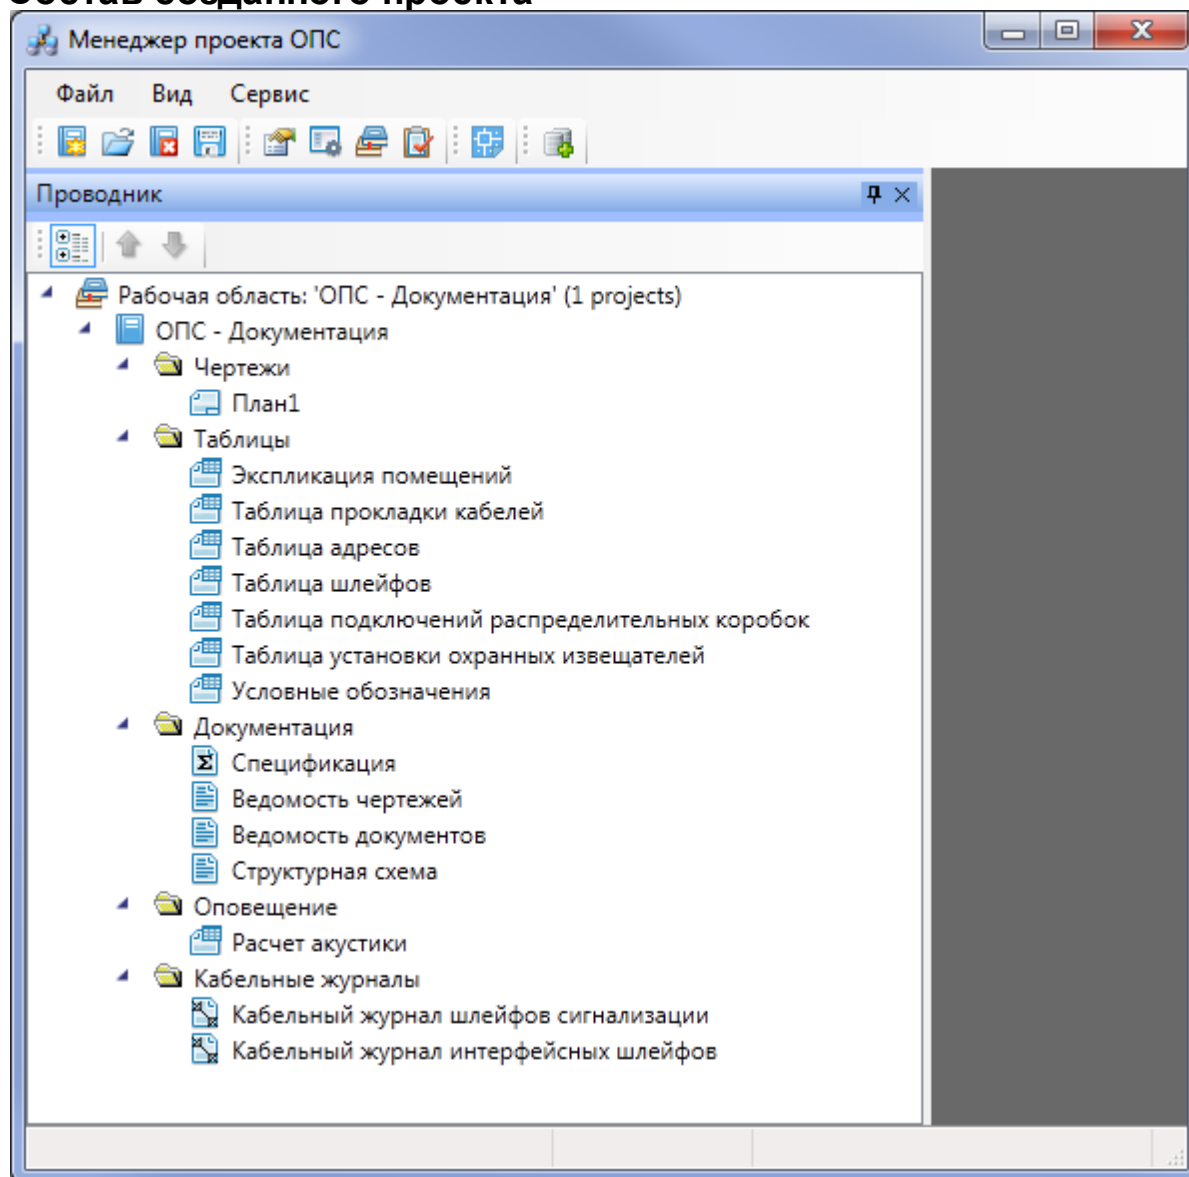 Состав созданного проекта
Менеджер проекта ОПС
Файл Вид Сервис
Проводник
Рабочая область: 'ОПС - Документация' (1 projects)
ОПС - Документация
Чертежи
План1
Таблицы
Экспликация помещений
Таблица прокладки кабелей
Таблица адресов
Таблица шлейфов
Таблица подключений распределительных коробок
Таблица установки охранных извещателей
Условные обозначения
Документация
Спецификация
Ведомость чертежей
Ведомость документов
Структурная схема
Оповещение
Расчет акустики
Кабельные журналы
Кабельный журнал шлейфов сигнализации
Кабельный журнал интерфейсных шлейфов